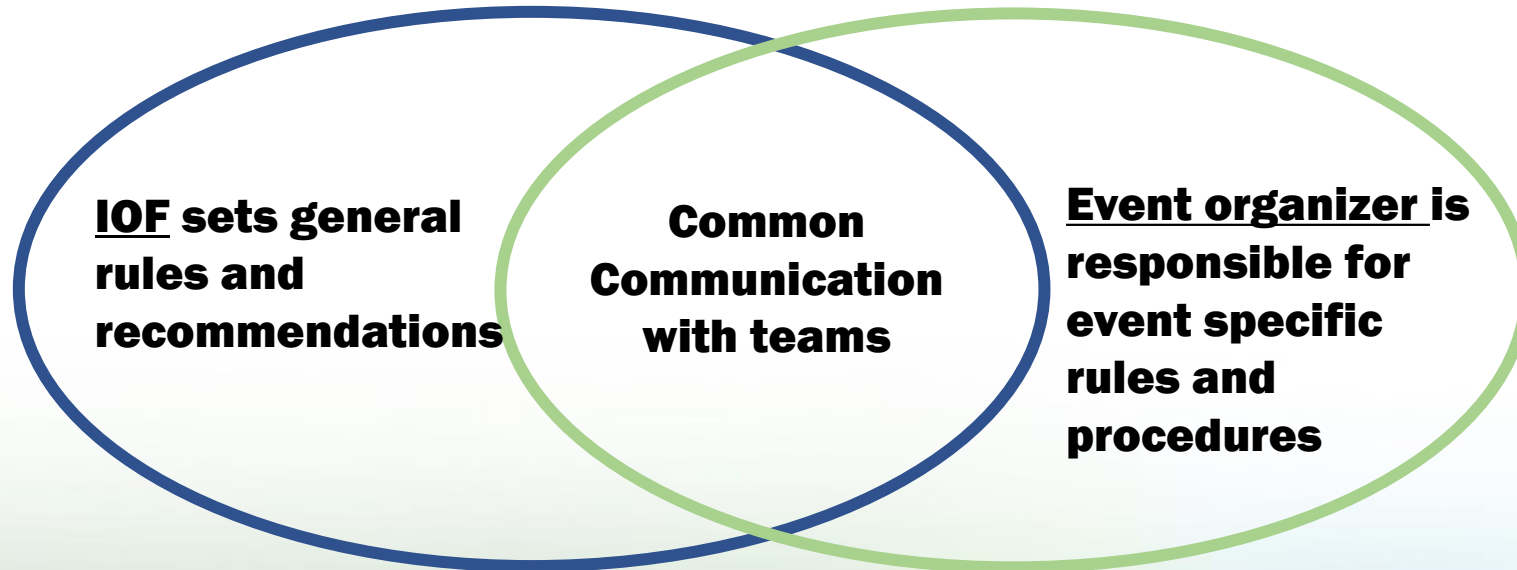 IOF sets general
rules and
recommendations
Common
Communication
with teams
Event organizer is
responsible for
event specific
rules and
procedures